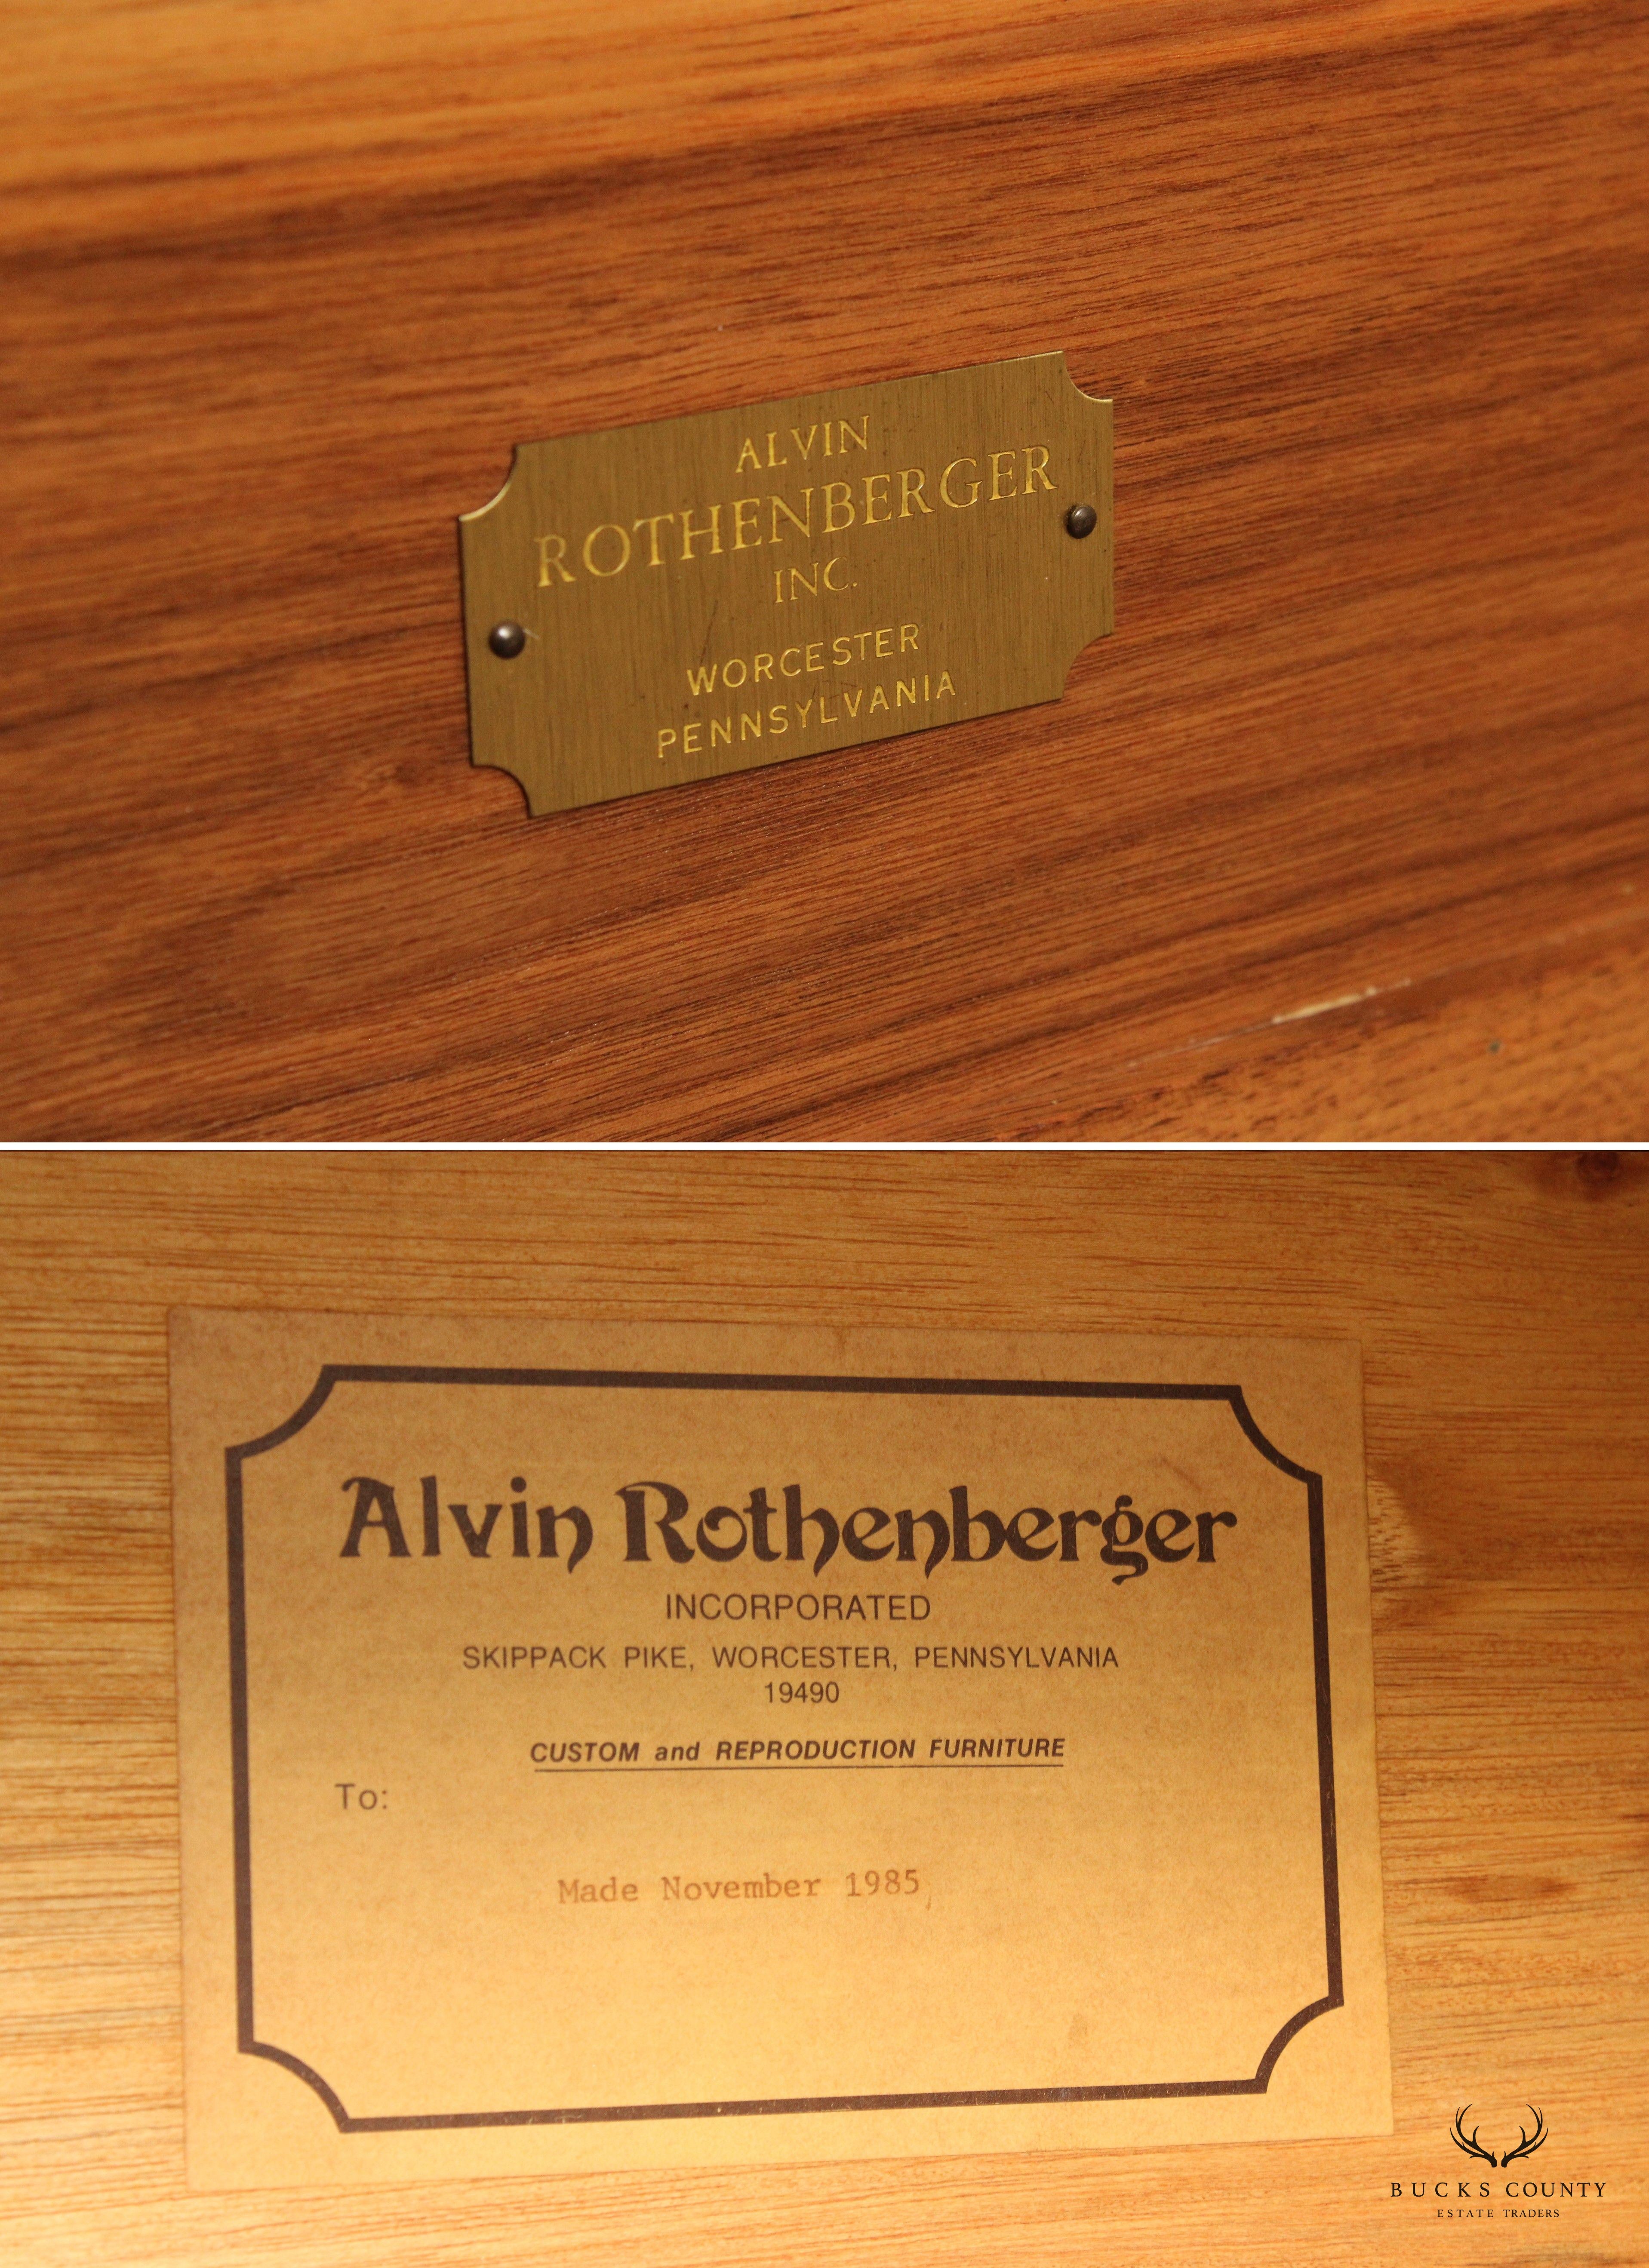 ALVIN
ROTHENBERGER
INC.
WORCESTER
PENNSYLVANIA
Alvin Rothenberger
INCORPORATED
SKIPPACK PIKE, WORCESTER, PENNSYLVANIA
19490
CUSTOM and REPRODUCTION FURNITURE
To:
Made November 1985
BUCKS COUNTY
ESTATE TRADERS